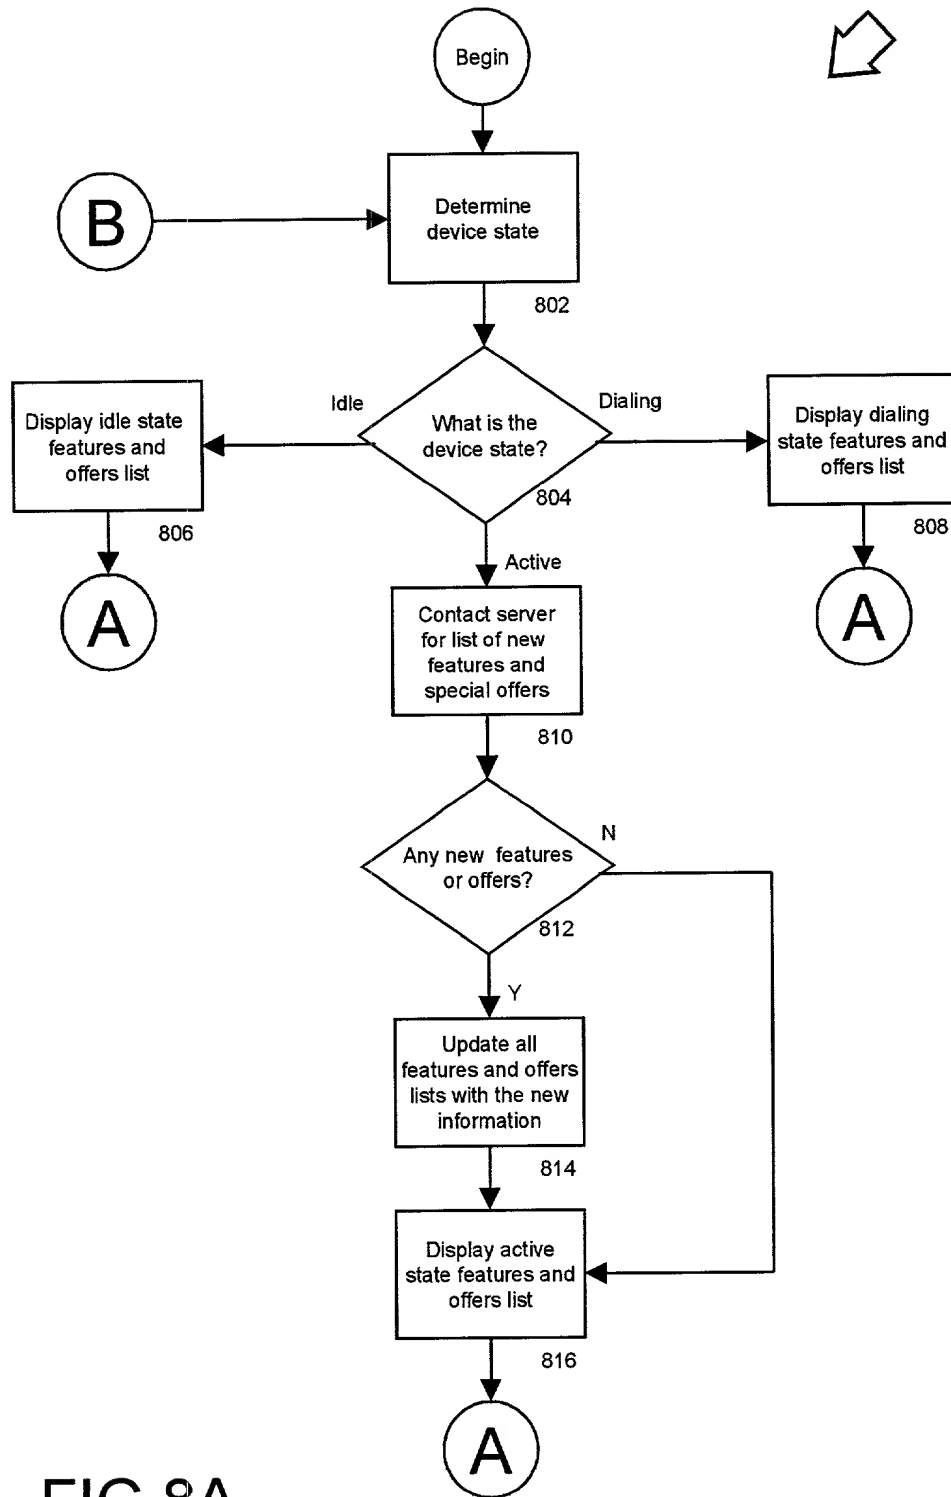 Begin
B
Determine
device state
802
Idle
What is the
device state?
804
Dialing
Display idle state
features and
offers list
806
Display dialing
state features and
offers list
808
A
Active
A
Contact server
for list of new
features and
special offers
810
Any new features
or offers?
812
N
Y
Update all
features and offers
lists with the new
information
814
Display active
state features and
offers list
816
A
FIG 8A